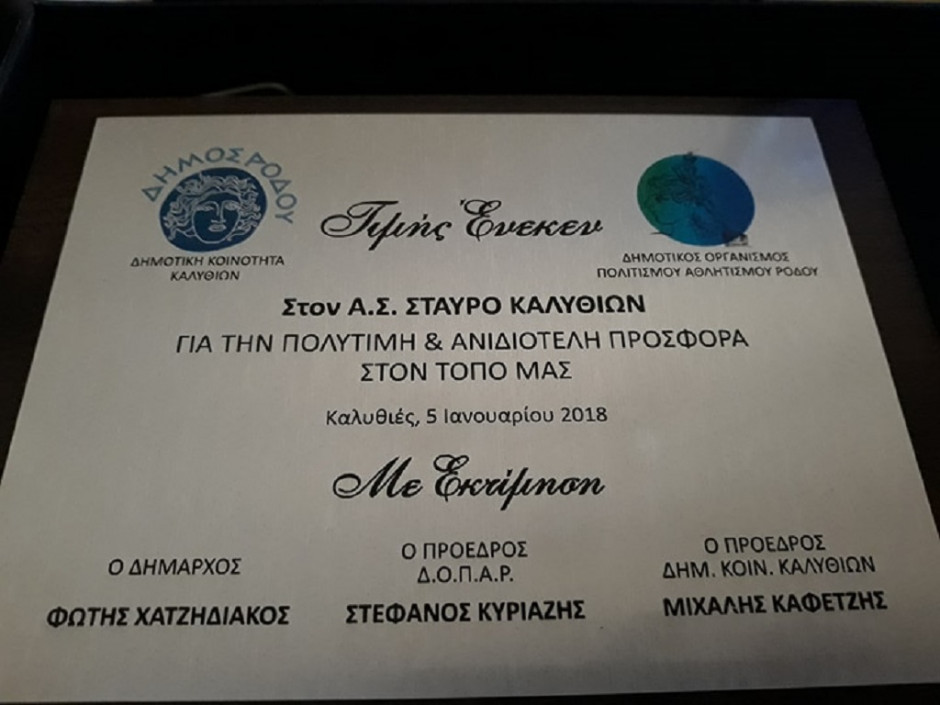 ΔΗΜΟΣ ΡΟΔΟΥ
ΔΗΜΟΤΙΚΗ ΚΟΙΝΟΤΗΤΑ
ΚΑΛΥΘΙΩΝ
Τιμής Ένεκεν
ΔΗΜΟΤΙΚΟΣ ΟΡΓΑΝΙΣΜΟΣ
ΠΟΛΙΤΙΣΜΟΥ ΑΘΛΗΤΙΣΜΟΥ ΡΟΔΟΥ
Στον Α.Σ. ΣΤΑΥΡΟ ΚΑΛΥΘΙΩΝ
ΓΙΑ ΤΗΝ ΠΟΛΥΤΙΜΗ & ΑΝΙΔΙΟΤΕΛΗ ΠΡΟΣΦΟΡΑ
ΣΤΟΝ ΤΟΠΟ ΜΑΣ
Καλυθιές, 5 Ιανουαρίου 2018
Με Εκτίμηση
Ο ΔΗΜΑΡΧΟΣ
ΦΩΤΗΣ ΧΑΤΖΗΔΙΑΚΟΣ
Ο ΠΡΟΕΔΡΟΣ
Δ.Ο.Π.Α.Ρ.
ΣΤΕΦΑΝΟΣ ΚΥΡΙΑΖΗΣ
Ο ΠΡΟΕΔΡΟΣ
ΔΗΜ. ΚΟΙΝ. ΚΑΛΥΘΙΩΝ
ΜΙΧΑΛΗΣ ΚΑΦΕΤΖΗΣ